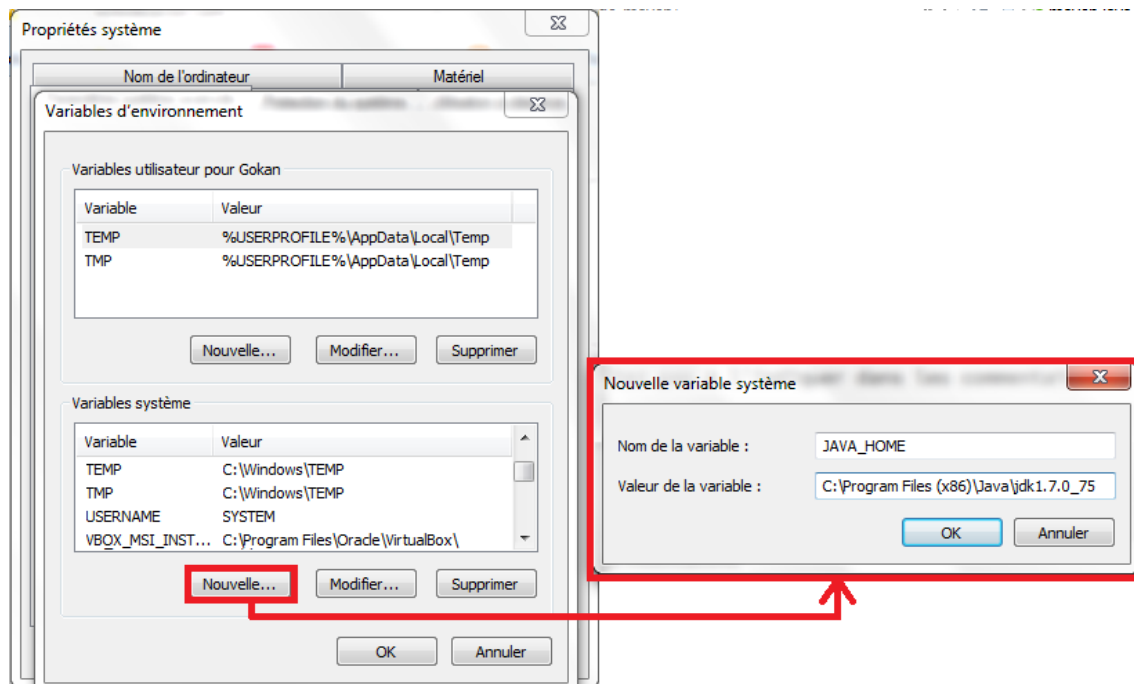 Propriétés système
Nom de l'ordinateur Matériel
Variables d'environnement
Variables utilisateur pour Gokan
Variable Valeur
TEMP %USERPROFILE%\AppData\Local\Temp
TMP %USERPROFILE%\AppData\Local\Temp
Nouvelle... Modifier... Supprimer
Variables système
Variable Valeur
TEMP C:\Windows\TEMP
TMP C:\Windows\TEMP
USERNAME SYSTEM
VBOX_MSI_INST... C:\Program Files\Oracle\VirtualBox\
Nouvelle... Modifier... Supprimer
OK Annuler
Nouvelle variable système
dans les
Nom de la variable : JAVA_HOME
Valeur de la variable : C:\Program Files (x86)\Java\jdk1.7.0_75
OK Annuler